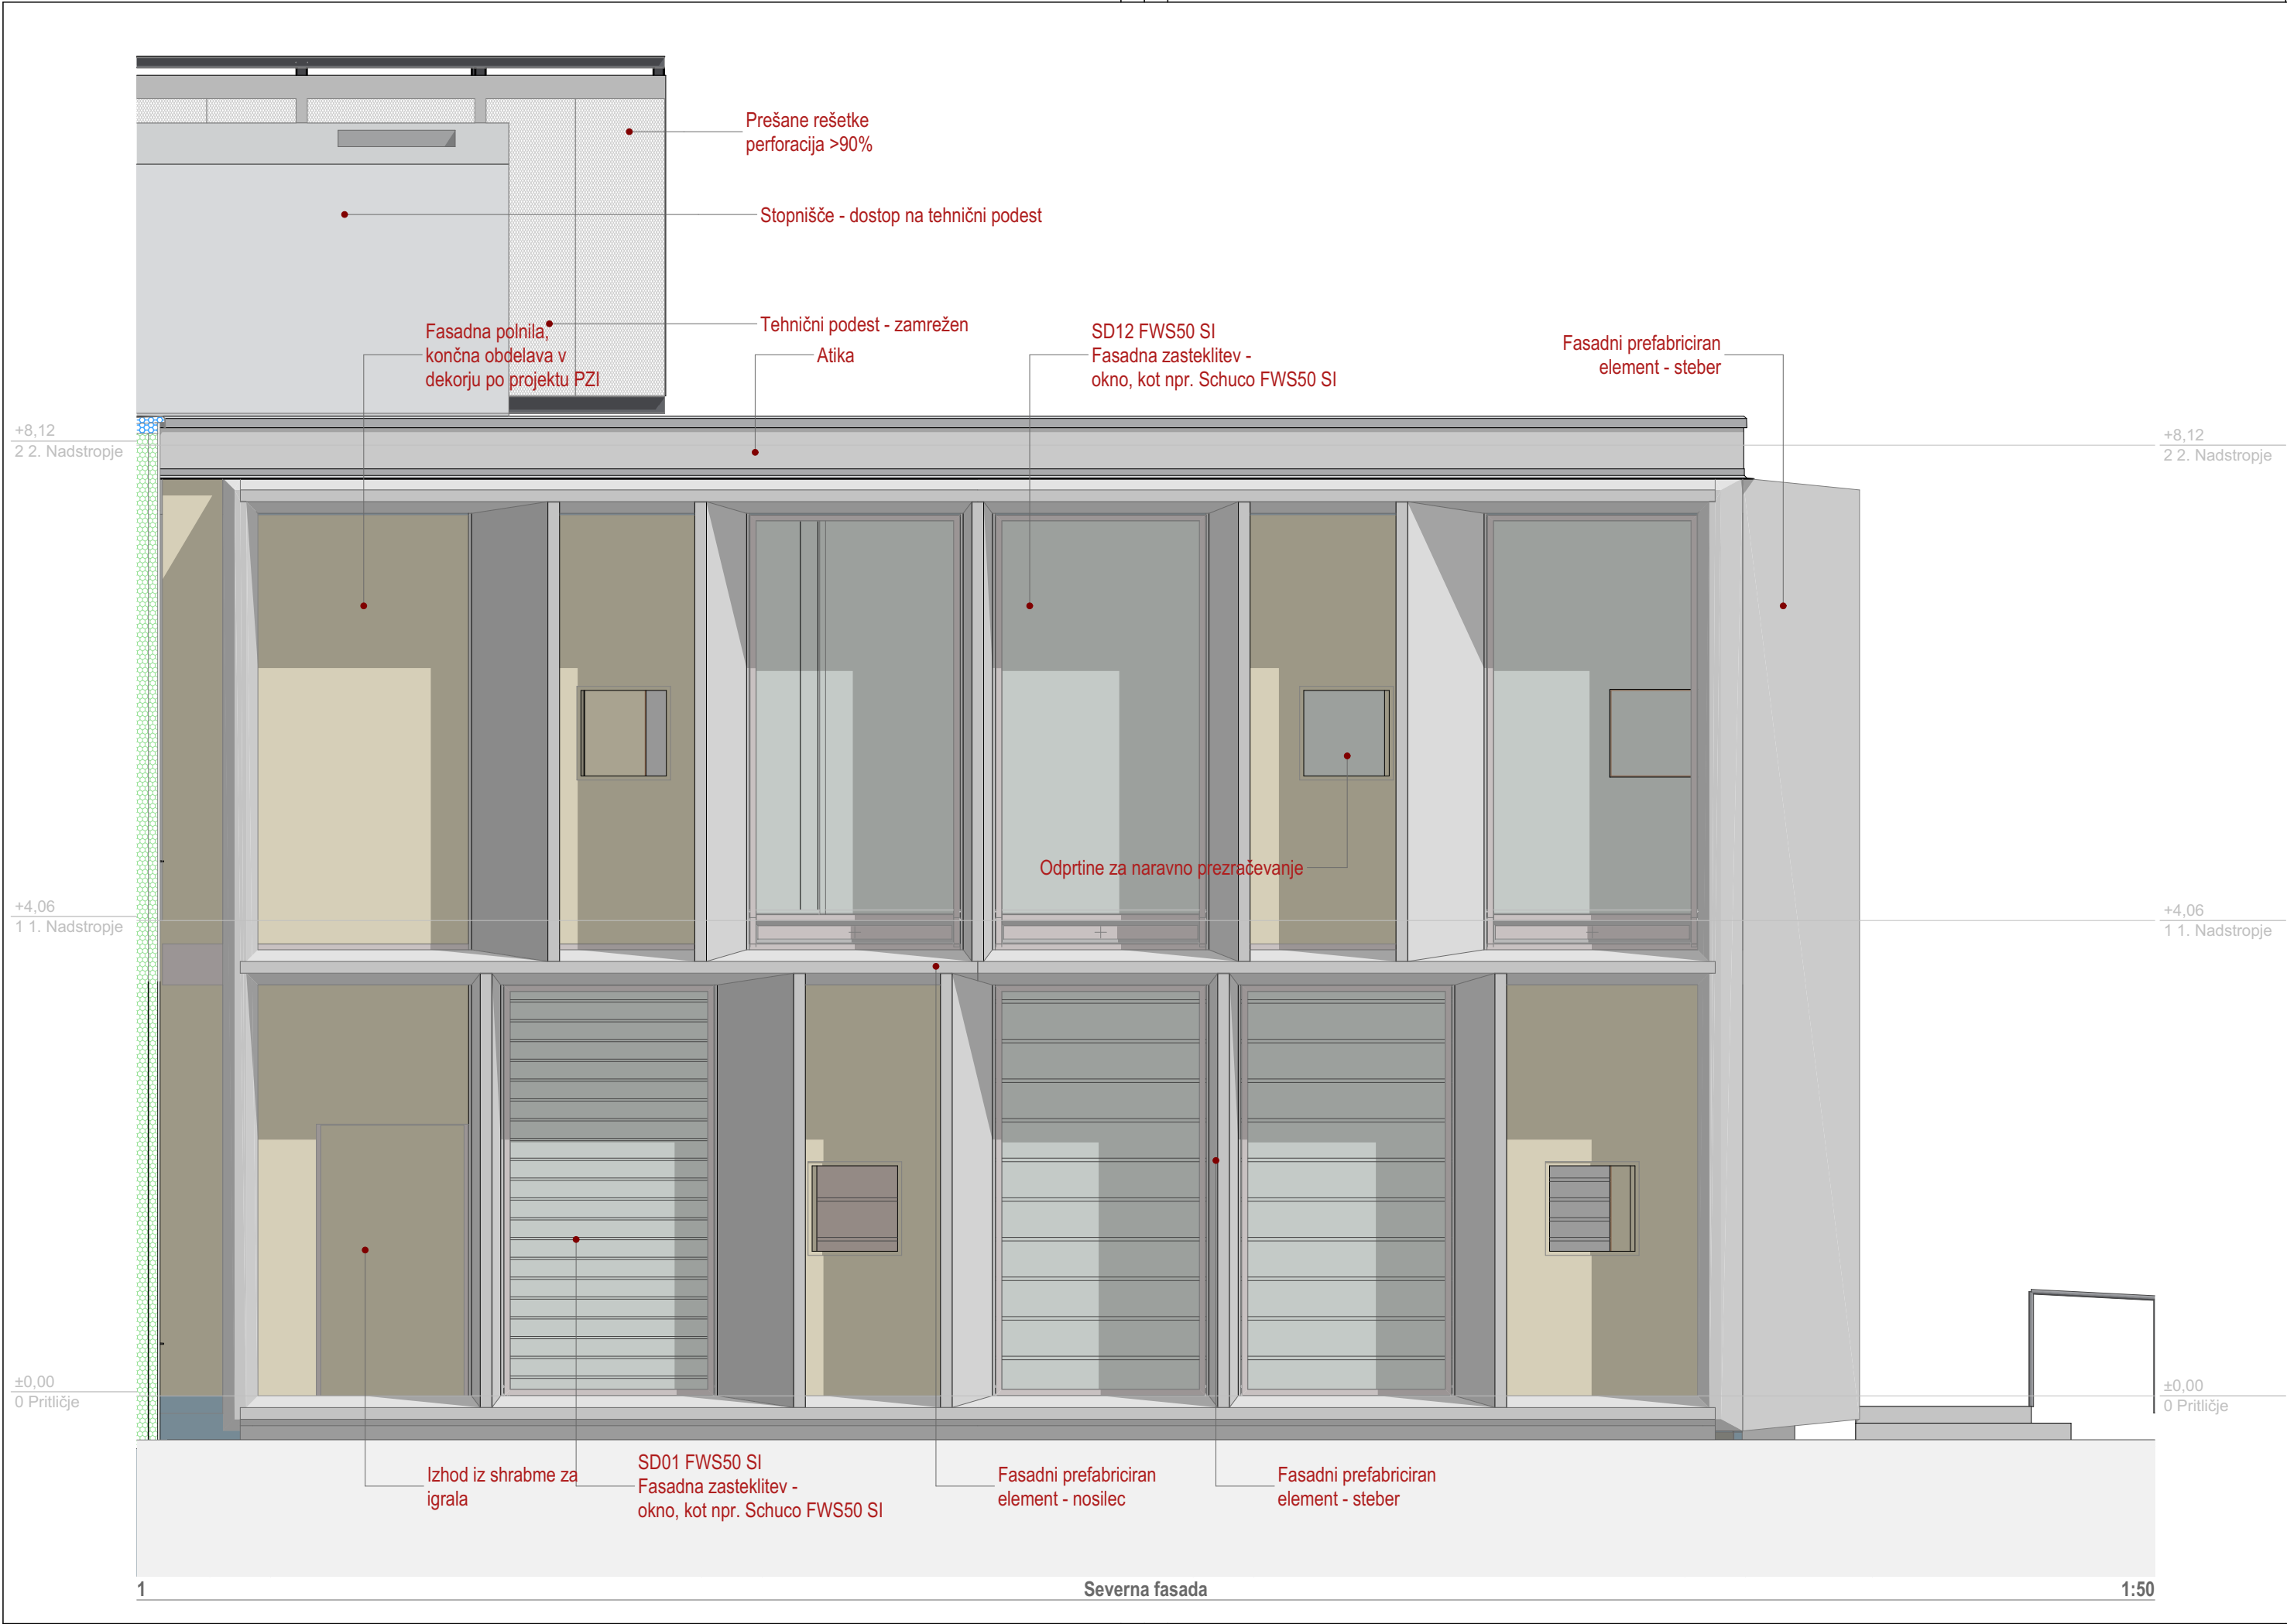 Prešane rešetke
perforacija >90%
Stopnišče - dostop na tehnični podest
Tehnični podest - zamrežen
Atika
Fasadna polnila,
končna obdelava v
dekorju po projektu PZI
SD12 FWS50 SI
Fasadna zasteklitev -
okno, kot npr. Schuco FWS50 SI
Fasadni prefabriciran
element - steber
+8,12
2 2. Nadstropje
+8,12
2 2. Nadstropje
Odprtine za naravno prezračevanje
+4,06
1 1. Nadstropje
+4,06
1 1. Nadstropje
±0,00
0 Pritličje
±0,00
0 Pritličje
Izhod iz shrabme za
igrala
SD01 FWS50 SI
Fasadna zasteklitev -
okno, kot npr. Schuco FWS50 SI
Fasadni prefabriciran
element - nosilec
Fasadni prefabriciran
element - steber
1
Severna fasada
1:50